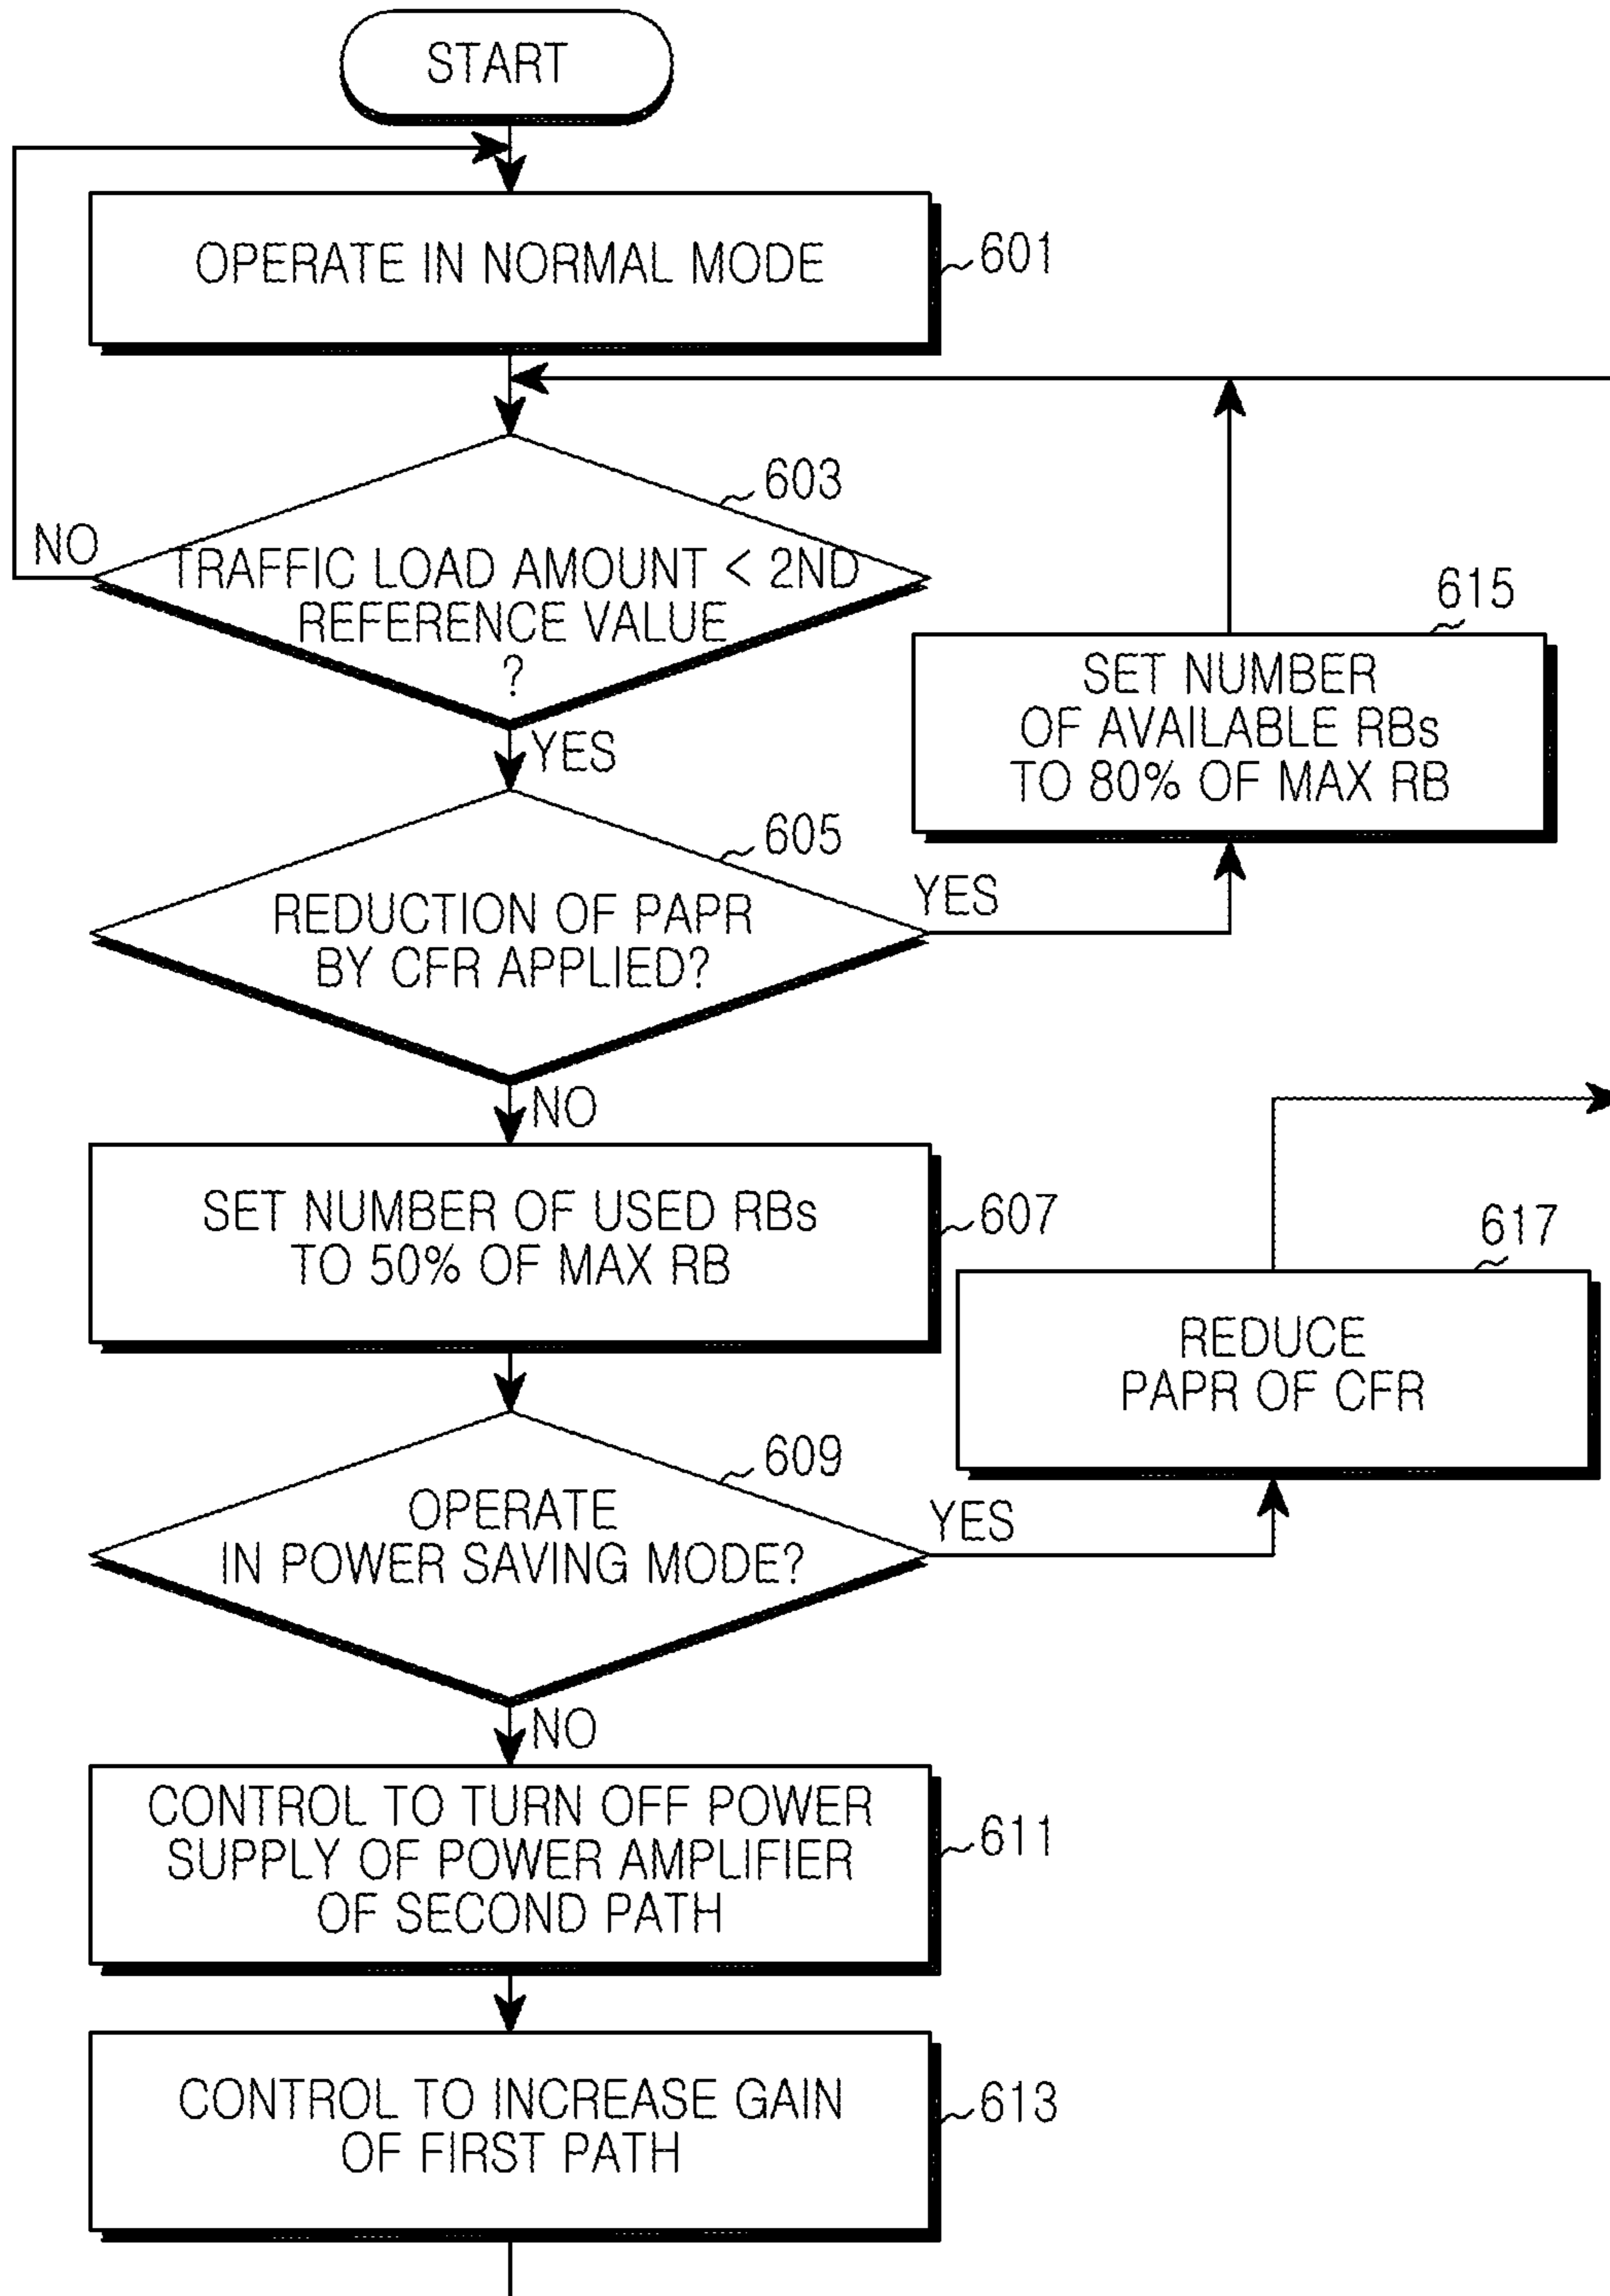 START
OPERATE IN NORMAL MODE
601
603
NO
TRAFFIC LOAD AMOUNT < 2ND
REFERENCE VALUE
?
YES
615
SET NUMBER
OF AVAILABLE RBs
TO 80% OF MAX RB
605
REDUCTION OF PAPR
BY CFR APPLIED?
YES
NO
SET NUMBER OF USED RBs
TO 50% OF MAX RB
607
617
REDUCE
PAPR OF CFR
609
OPERATE
IN POWER SAVING MODE?
YES
NO
CONTROL TO TURN OFF POWER
SUPPLY OF POWER AMPLIFIER
OF SECOND PATH
611
CONTROL TO INCREASE GAIN
OF FIRST PATH
613